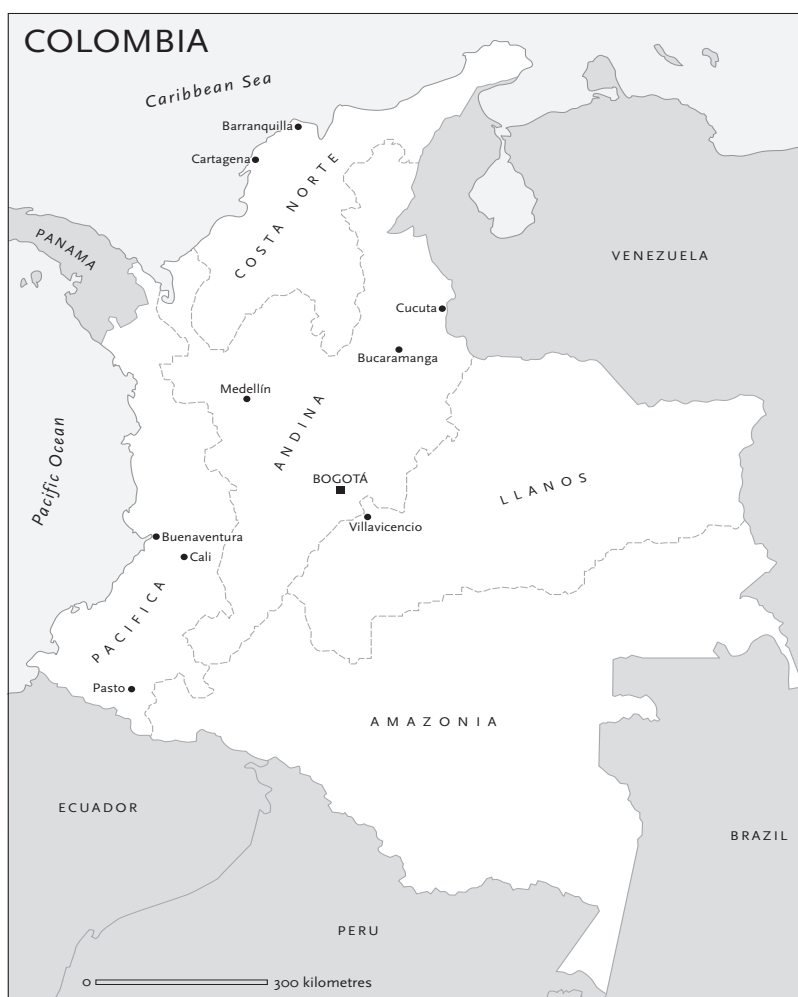 COLOMBIA
Caribbean Sea
Barranquilla
Cartagena
COSTA NORTE
PANAMA
VENEZUELA
Cucuta
Bucaramanga
Medellín
ANDINA
Pacific Ocean
BOGOTÁ
LLANOS
Villavicencio
Buenaventura
Cali
PACIFICA
Pasto
AMAZONIA
ECUADOR
BRAZIL
PERU
0 300 kilometres